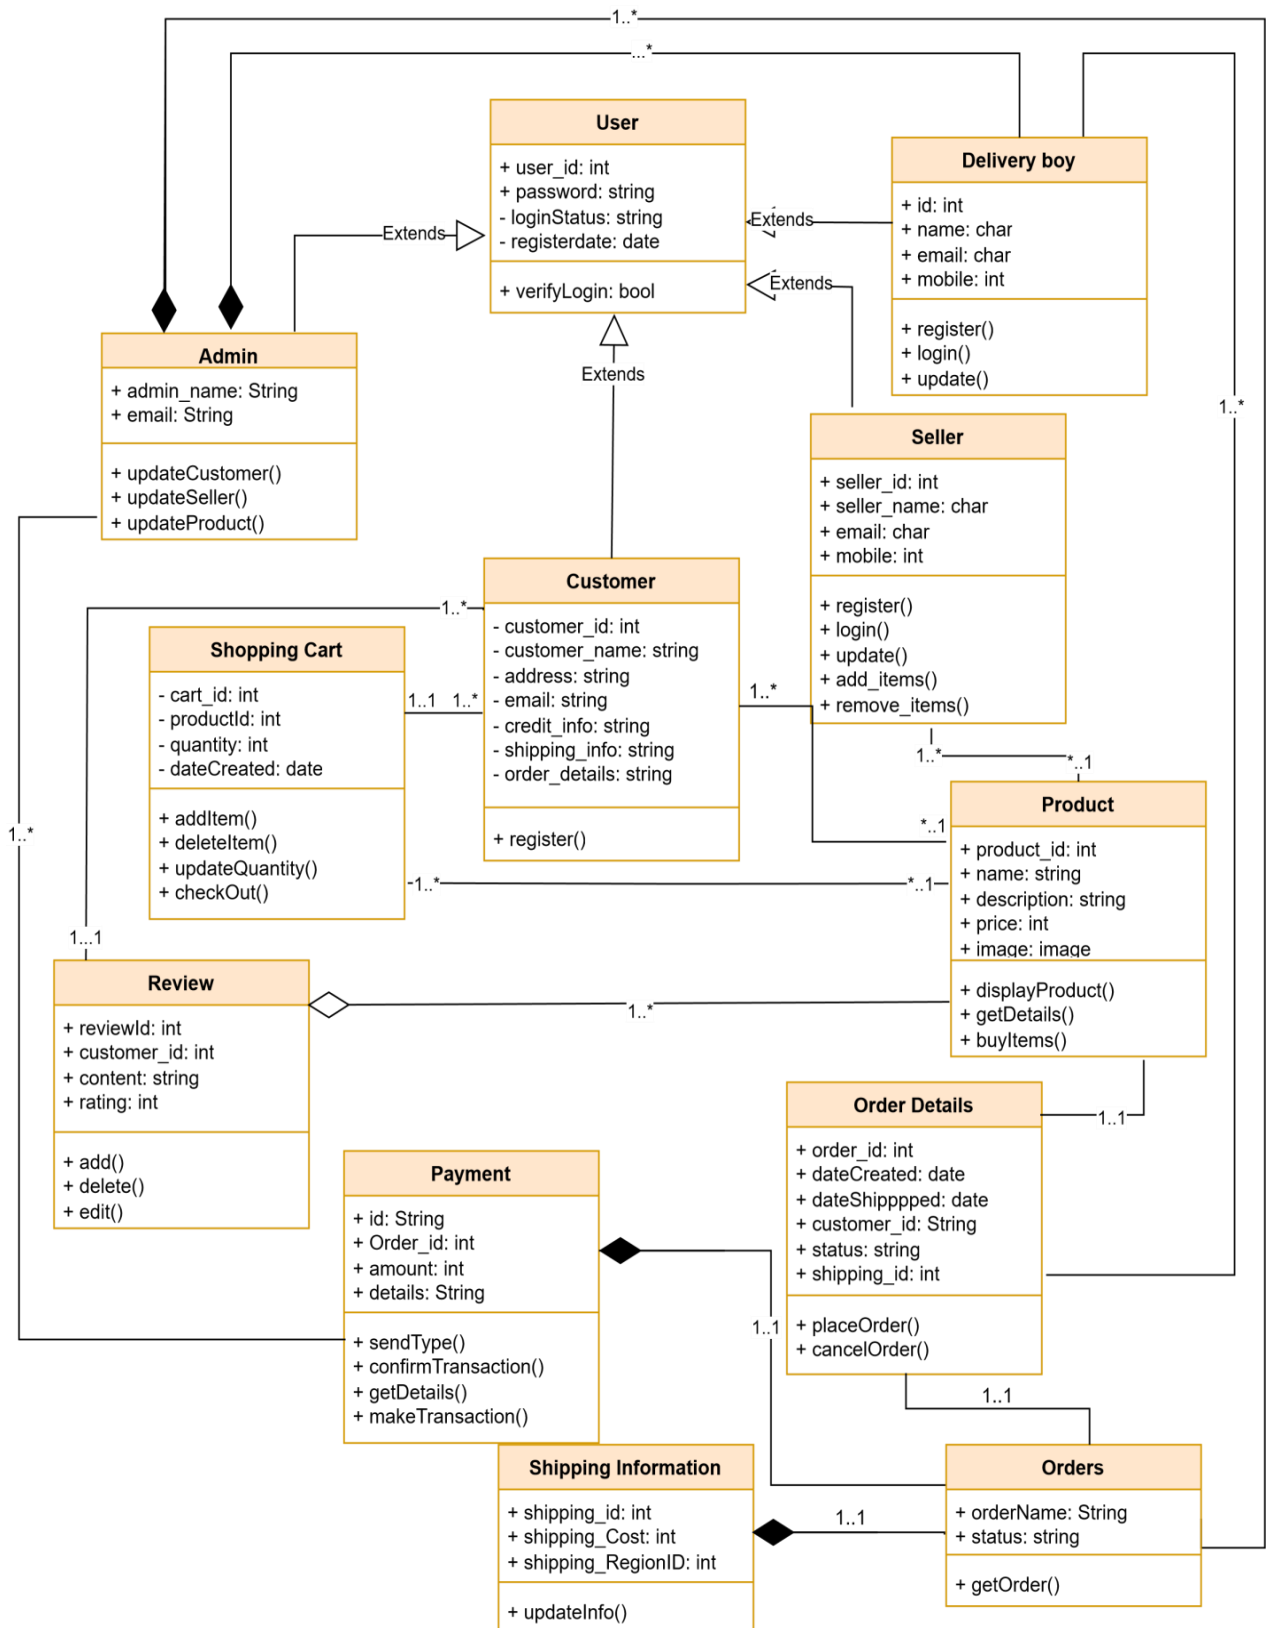 1..*
...*
User
+ user_id: int
+ password: string
- loginStatus: string
- registerdate: date
+ verifyLogin: bool
Delivery boy
+ id: int
+ name: char
+ email: char
+ mobile: int
+ register()
+ login()
+ update()
Extends
Extends
Extends
Extends
Admin
+ admin_name: String
+ email: String
+ updateCustomer()
+ updateSeller()
+ updateProduct()
1..*
Seller
+ seller_id: int
+ seller_name: char
+ email: char
+ mobile: int
+ register()
+ login()
+ update()
+ add_items()
+ remove_items()
Customer
- customer_id: int
- customer_name: string
- address: string
- email: string
- credit_info: string
- shipping_info: string
- order_details: string
+ register()
1..*
Shopping Cart
- cart_id: int
- productId: int
- quantity: int
- dateCreated: date
+ addItem()
+ deleteItem()
+ updateQuantity()
+ checkOut()
1..1 1..*
1..*
1..*
*..1
Product
+ product_id: int
+ name: string
+ description: string
+ price: int
+ image: image
+ displayProduct()
+ getDetails()
+ buyItems()
*..1
1..*
*..1
1..*
1...1
Review
+ reviewId: int
+ customer_id: int
+ content: string
+ rating: int
+ add()
+ delete()
+ edit()
1..*
Order Details
+ order_id: int
+ dateCreated: date
+ dateShipppped: date
+ customer_id: String
+ status: string
+ shipping_id: int
+ placeOrder()
+ cancelOrder()
1..1
Payment
+ id: String
+ Order_id: int
+ amount: int
+ details: String
+ sendType()
+ confirmTransaction()
+ getDetails()
+ makeTransaction()
1..1
1..1
Shipping Information
+ shipping_id: int
+ shipping_Cost: int
+ shipping_RegionID: int
+ updateInfo()
1..1
Orders
+ orderName: String
+ status: string
+ getOrder()